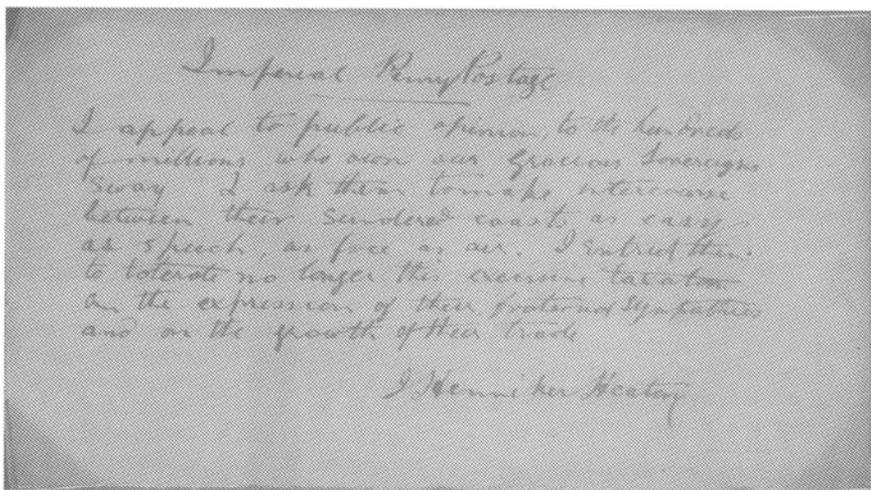 Imperial Penny Postage
I appeal to public opinion, to the hundreds
of millions who own our Gracious Sovereigns
Sway I ask them to make intercourse
between their sundered coasts as easy
as speech, as free as air. I entreat them
to tolerate no longer this excessive taxation
on the expression of their fraternal Sympathies
and on the growth of their trade
J Henniker Heaton